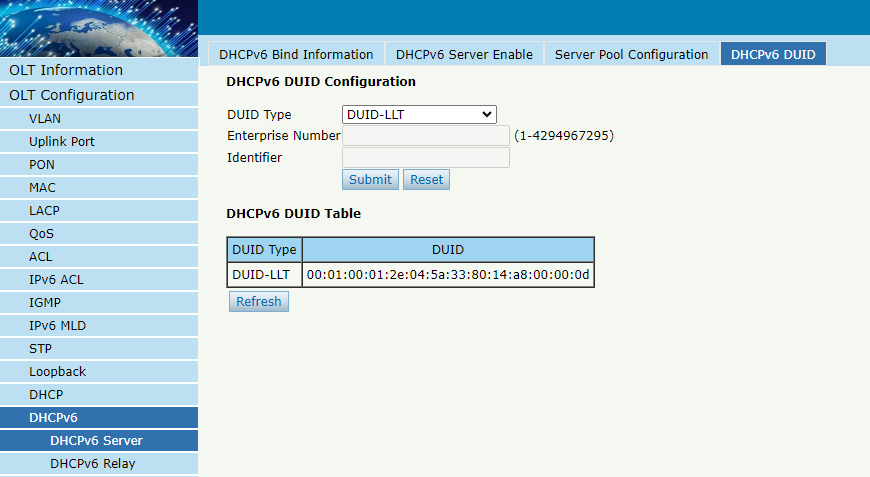 OLT Information
OLT Configuration
VLAN
Uplink Port
PON
MAC
LACP
QoS
ACL
IPv6 ACL
IGMP
IPv6 MLD
STP
Loopback
DHCP
DHCPv6
DHCPv6 Server
DHCPv6 Relay
DHCPv6 Bind Information DHCPv6 Server Enable Server Pool Configuration DHCPv6 DUID
DHCPv6 DUID Configuration
DUID Type DUID-LLT
Enterprise Number (1-4294967295)
Identifier
Submit Reset
DHCPv6 DUID Table
DUID Type DUID
DUID-LLT 00:01:00:01:2e:04:5a:33:80:14:a8:00:00:0d
Refresh